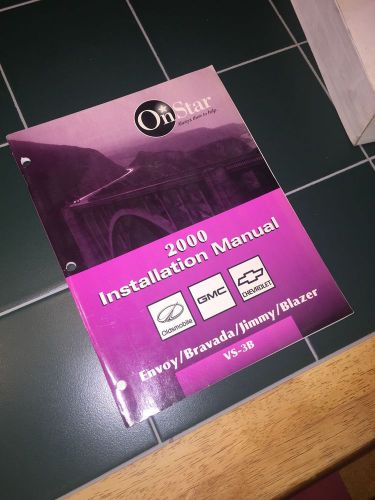 OnStar
Always There to Help.
2000
Installation Manual
Oldsmobile
GMC
CHEVROLET
Envoy/Bravada/Jimmy/Blazer
VS-3B